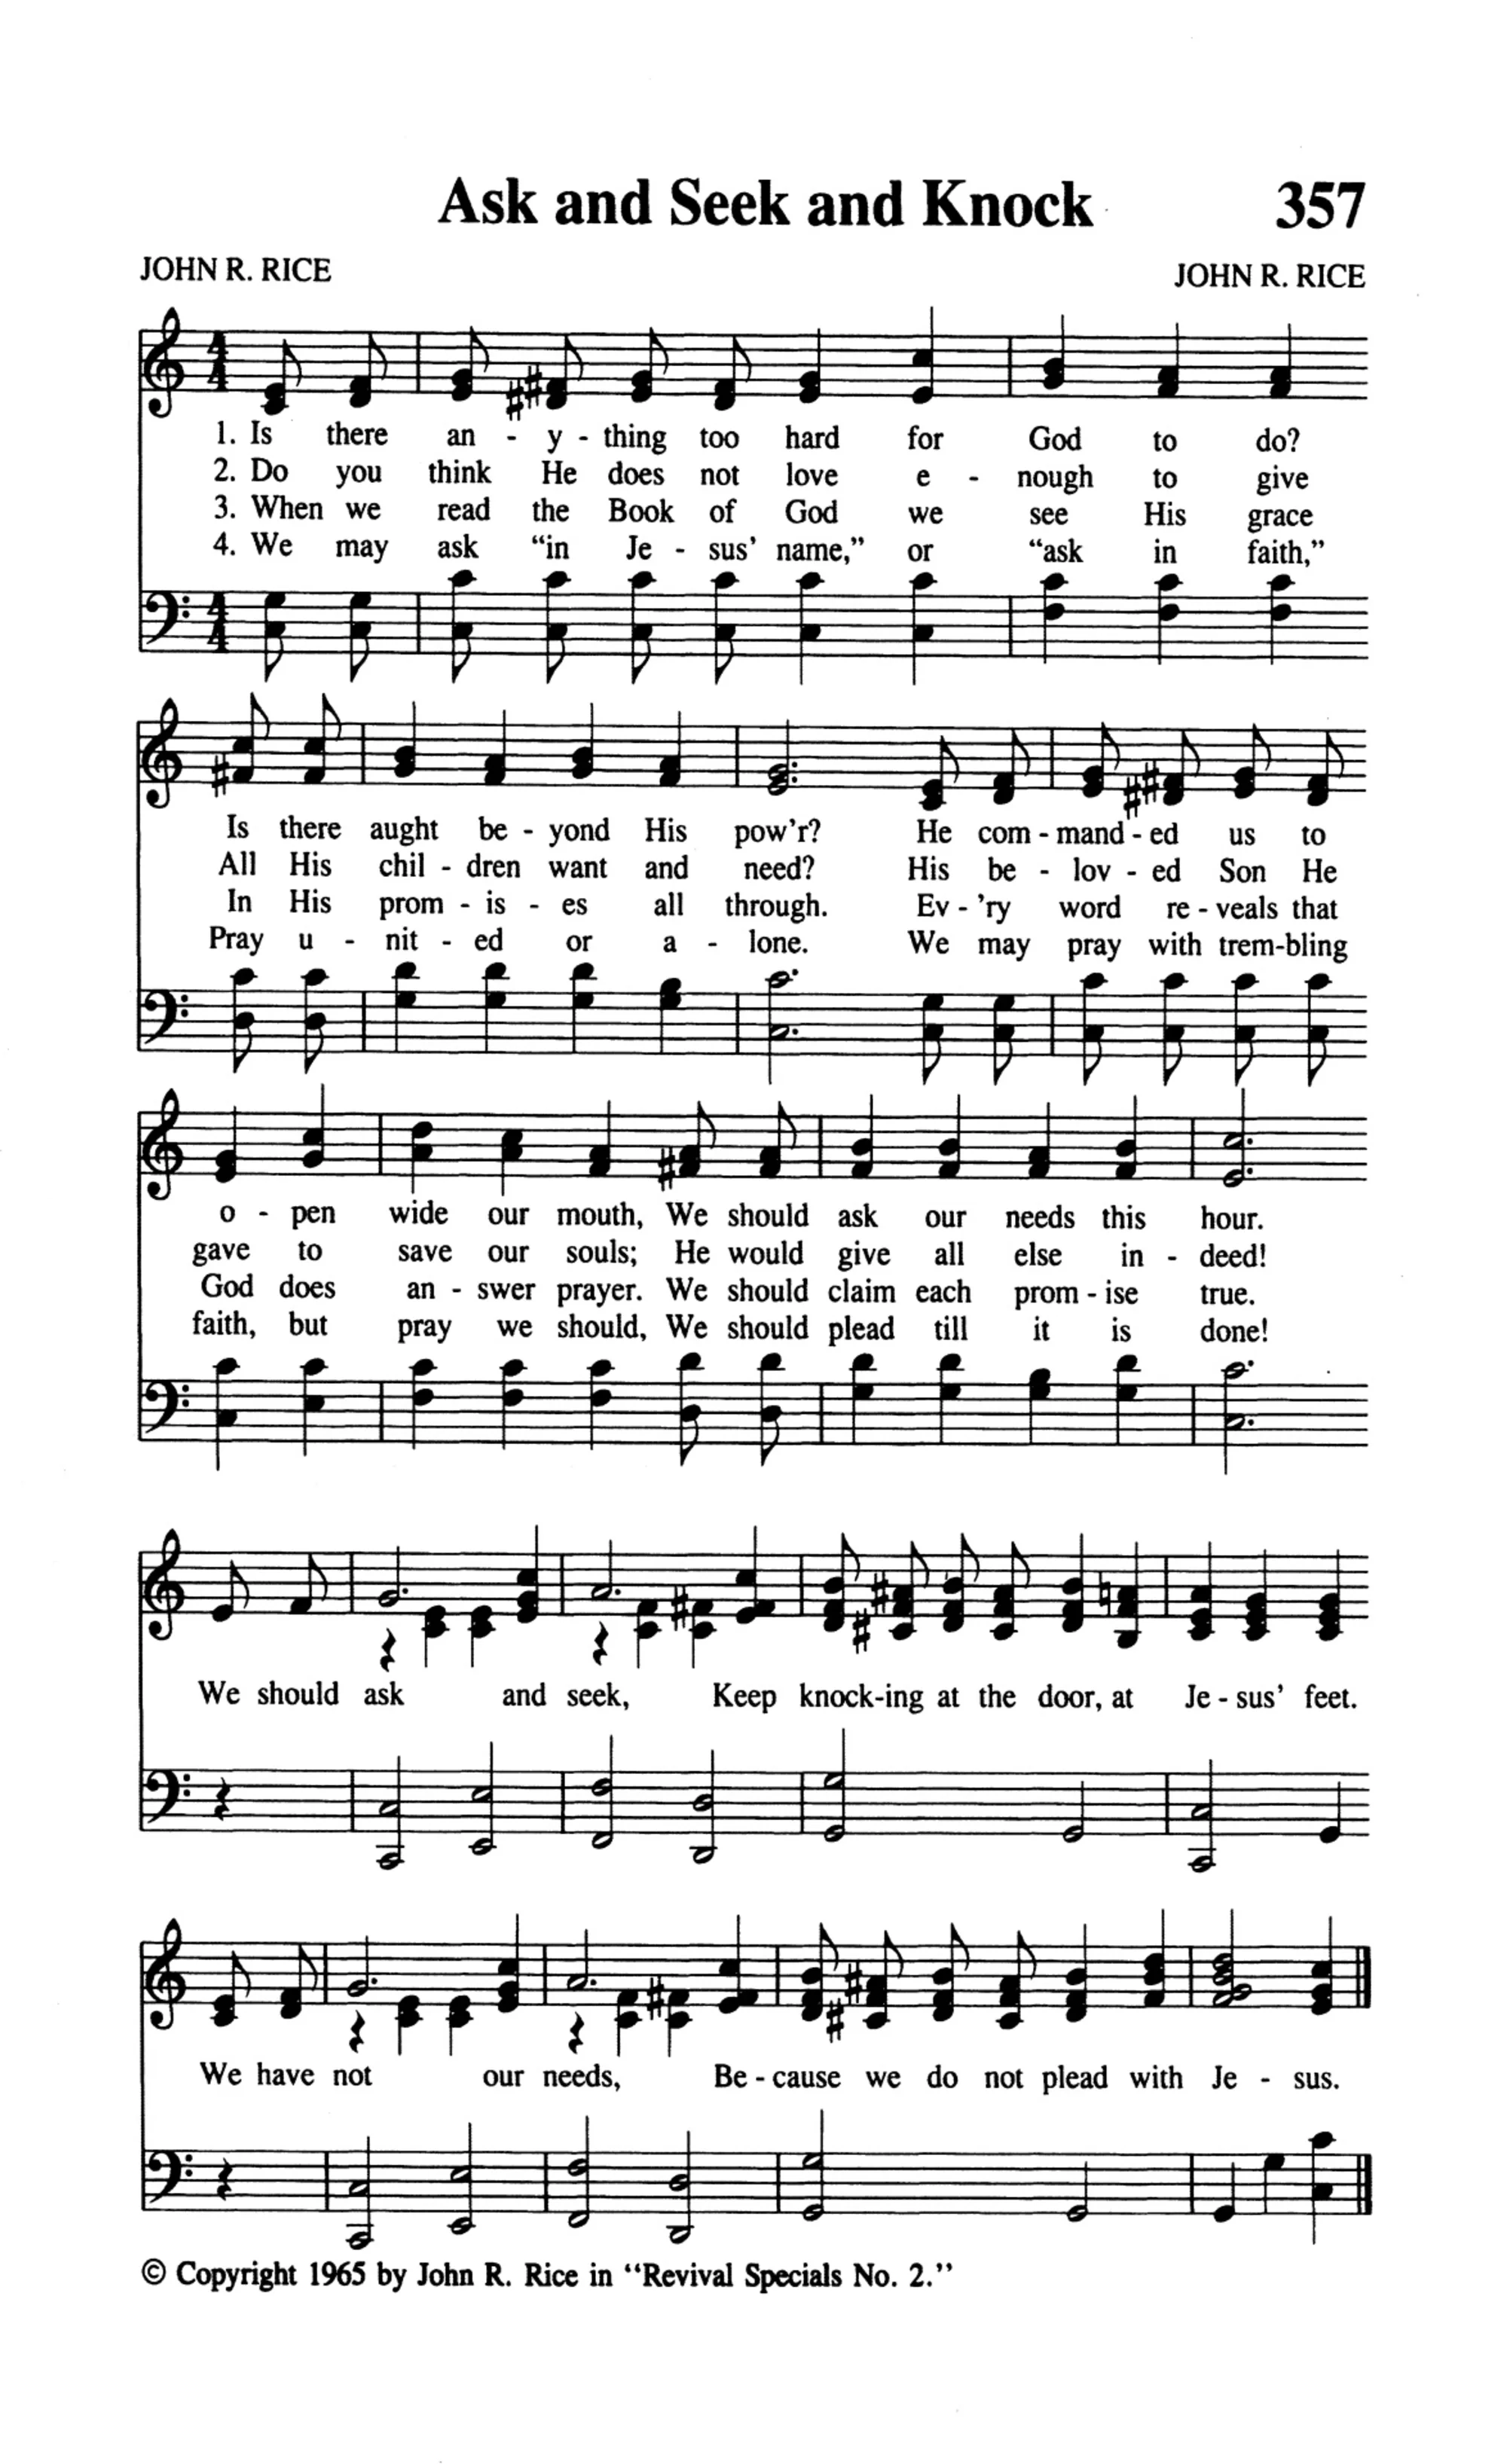 Ask and Seek and Knock 357
JOHN R. RICE JOHN R. RICE
1. Is there an - y - thing too hard for God to do?
2. Do you think He does not love e - nough to give
3. When we read the Book of God we see His grace
4. We may ask “in Je - sus’ name,” or “ask in faith,”
Is there aught be - yond His pow’r? He com - mand - ed us to
All His chil - dren want and need? His be - lov - ed Son He
In His prom - is - es all through. Ev - ’ry word re - veals that
Pray u - nit - ed or a - lone. We may pray with trem-bling
o - pen wide our mouth, We should ask our needs this hour.
gave to save our souls; He would give all else in - deed!
God does an - swer prayer. We should claim each prom - ise true.
faith, but pray we should, We should plead till it is done!
We should ask and seek, Keep knock-ing at the door, at Je - sus’ feet.
We have not our needs, Be - cause we do not plead with Je - sus.
© Copyright 1965 by John R. Rice in “Revival Specials No. 2.”